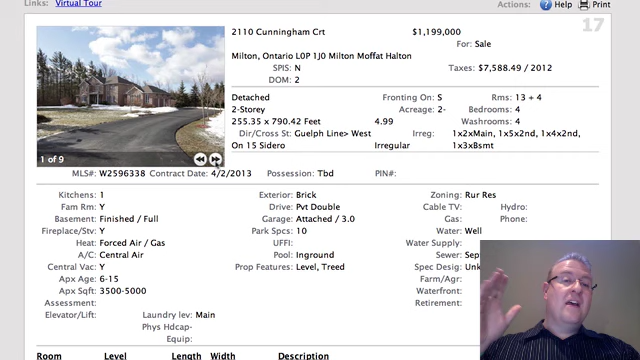 Links: Virtual Tour Actions: Help Print
17
2110 Cunningham Crt $1,199,000
For: Sale
Milton, Ontario L0P 1J0 Milton Moffat Halton
SPIS: N Taxes: $7,588.49 / 2012
DOM: 2
Detached Fronting On: S Rms: 13 + 4
2-Storey Acreage: 2- Bedrooms: 4
255.35 x 790.42 Feet 4.99 Washrooms: 4
Dir/Cross St: Guelph Line> West Irreg: 1x2xMain, 1x5x2nd, 1x4x2nd,
On 15 Sidero Irregular 1x3xBsmt
1 of 9
MLS#: W2596338 Contract Date: 4/2/2013 Possession: Tbd PIN#:
Kitchens: 1 Exterior: Brick Zoning: Rur Res
Fam Rm: Y Drive: Pvt Double Cable TV: Hydro:
Basement: Finished / Full Garage: Attached / 3.0 Gas: Phone:
Fireplace/Stv: Y Park Spcs: 10 Water: Well
Heat: Forced Air / Gas UFFI: Water Supply:
A/C: Central Air Pool: Inground Sewer: Sep
Central Vac: Y Prop Features: Level, Treed Spec Desig: Unk
Apx Age: 6-15 Farm/Agr:
Apx Sqft: 3500-5000 Waterfront:
Assessment: Retirement:
Elevator/Lift: Laundry lev: Main
Phys Hdcap-
Equip:
Room Level Length Width Description